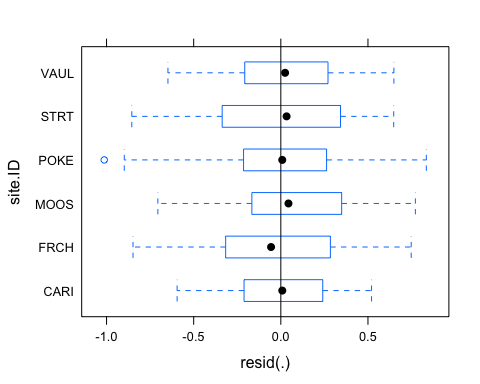 VAUL
STRT
POKE
MOOS
FRCH
CARI
site.ID
-1.0 -0.5 0.0 0.5
resid(.)